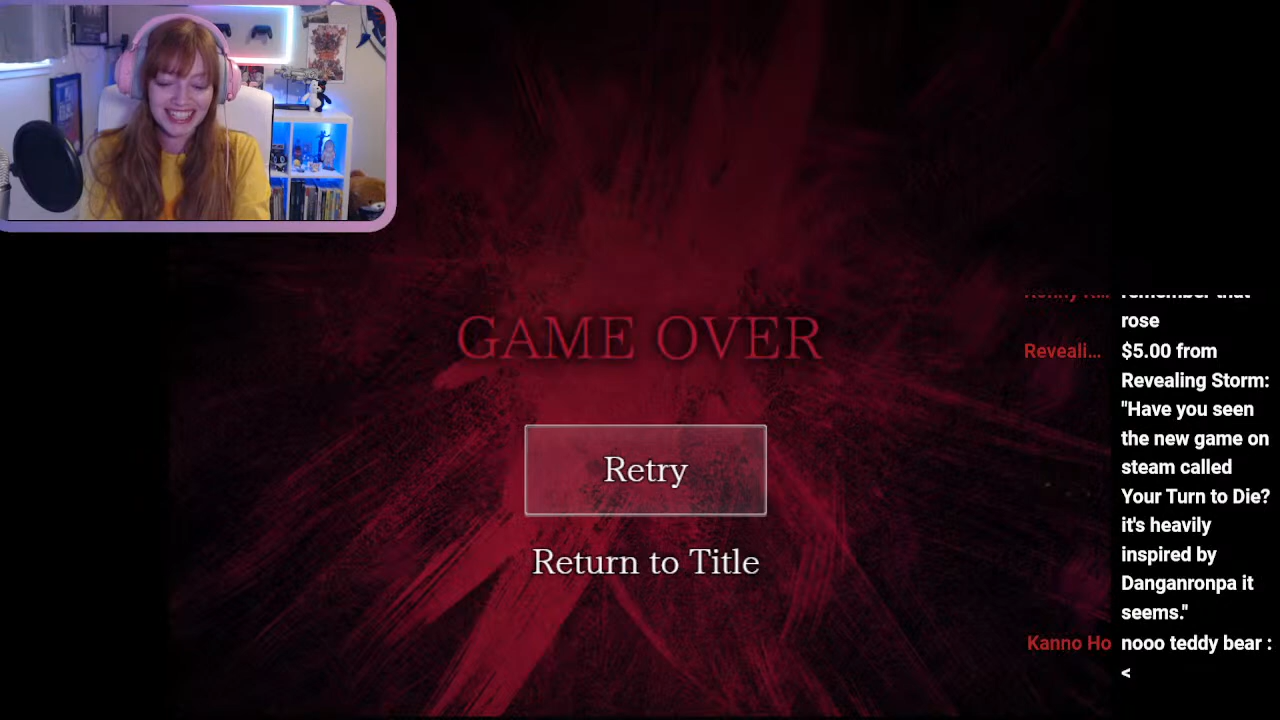 GAME OVER
Retry
Return to Title
remember that
rose
Reveali... $5.00 from
Revealing Storm:
"Have you seen
the new game on
steam called
Your Turn to Die?
it's heavily
inspired by
Danganronpa it
seems."
Kanno Ho nooo teddy bear :
<